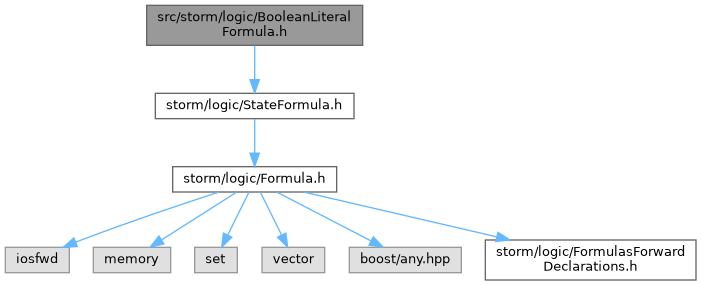 src/storm/logic/BooleanLiteral
Formula.h
storm/logic/StateFormula.h
storm/logic/Formula.h
iosfwd
memory
set
vector
boost/any.hpp
storm/logic/FormulasForward
Declarations.h